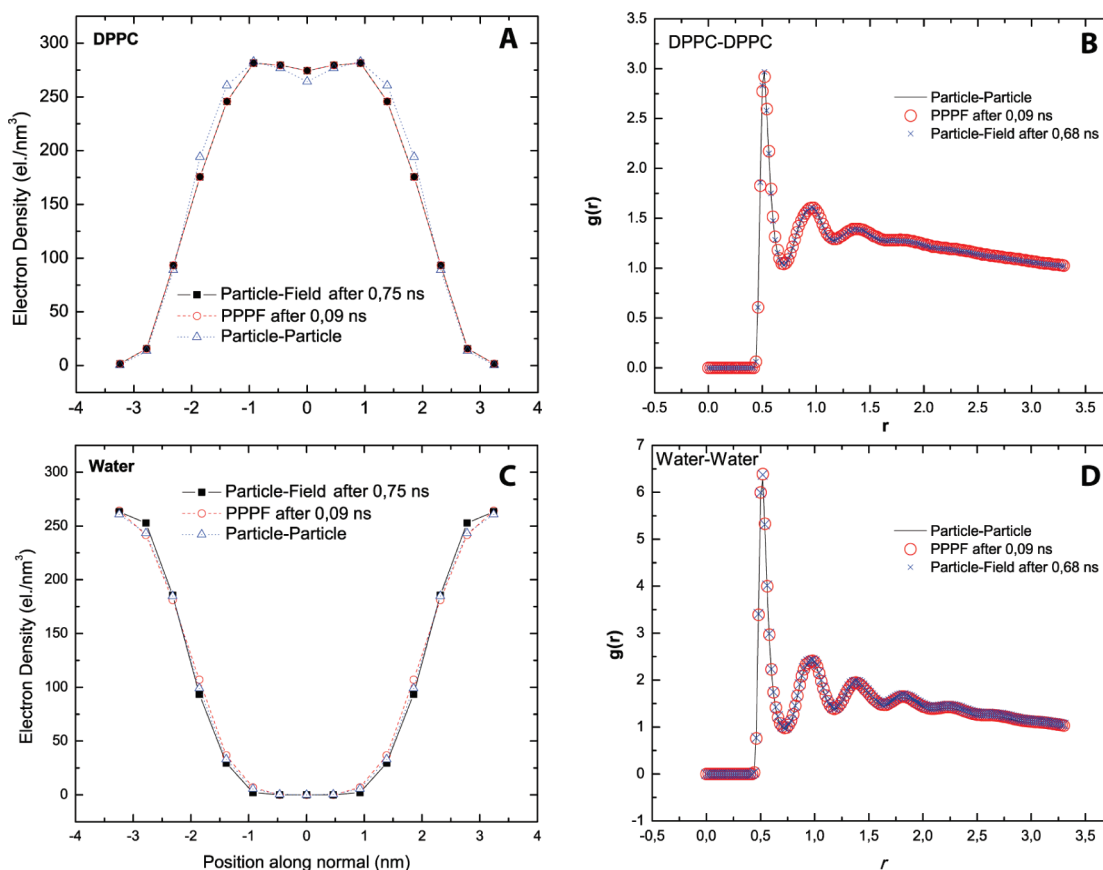 DPPC
A
300
250
200
150
100
50
0
Electron Density (el./nm³)
Particle-Field after 0,75 ns
PPPF after 0,09 ns
Particle-Particle
-4 -3 -2 -1 0 1 2 3 4
DPPC-DPPC
B
3.0
2.5
2.0
1.5
1.0
0.5
0.0
g(r)
Particle-Particle
PPPF after 0,09 ns
Particle-Field after 0,68 ns
-0.5 0.0 0.5 1.0 1.5 2.0 2.5 3.0 3.5
r
Water
C
300
250
200
150
100
50
0
Electron Density (el./nm³)
Particle-Field after 0,75 ns
PPPF after 0,09 ns
Particle-Particle
-4 -3 -2 -1 0 1 2 3 4
Position along normal (nm)
Water-Water
D
7
6
5
4
3
2
1
0
-1
g(r)
Particle-Particle
PPPF after 0,09 ns
Particle-Field after 0,68 ns
-0,5 0,0 0,5 1,0 1,5 2,0 2,5 3,0 3,5
r